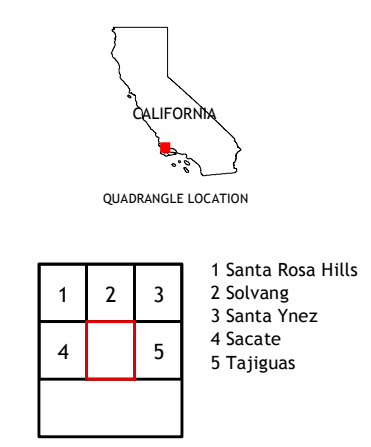 CALIFORNIA
QUADRANGLE LOCATION
1 2 3
4 5
1 Santa Rosa Hills
2 Solvang
3 Santa Ynez
4 Sacate
5 Tajiguas